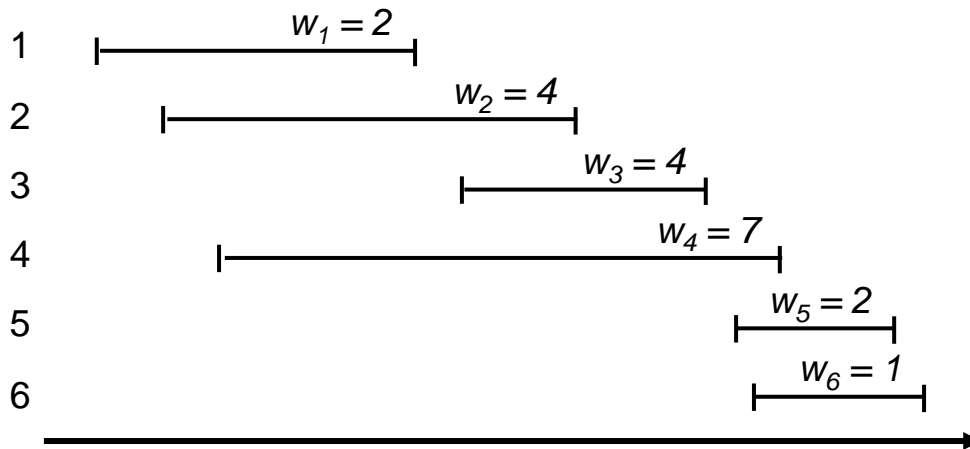 1 w₁ = 2
2 w₂ = 4
3 w₃ = 4
4 w₄ = 7
5 w₅ = 2
6 w₆ = 1